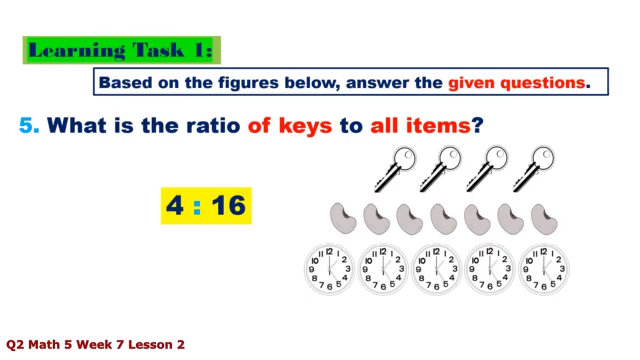 Learning Task 1:
Based on the figures below, answer the given questions.
5. What is the ratio of keys to all items?
4 : 16
Q2 Math 5 Week 7 Lesson 2